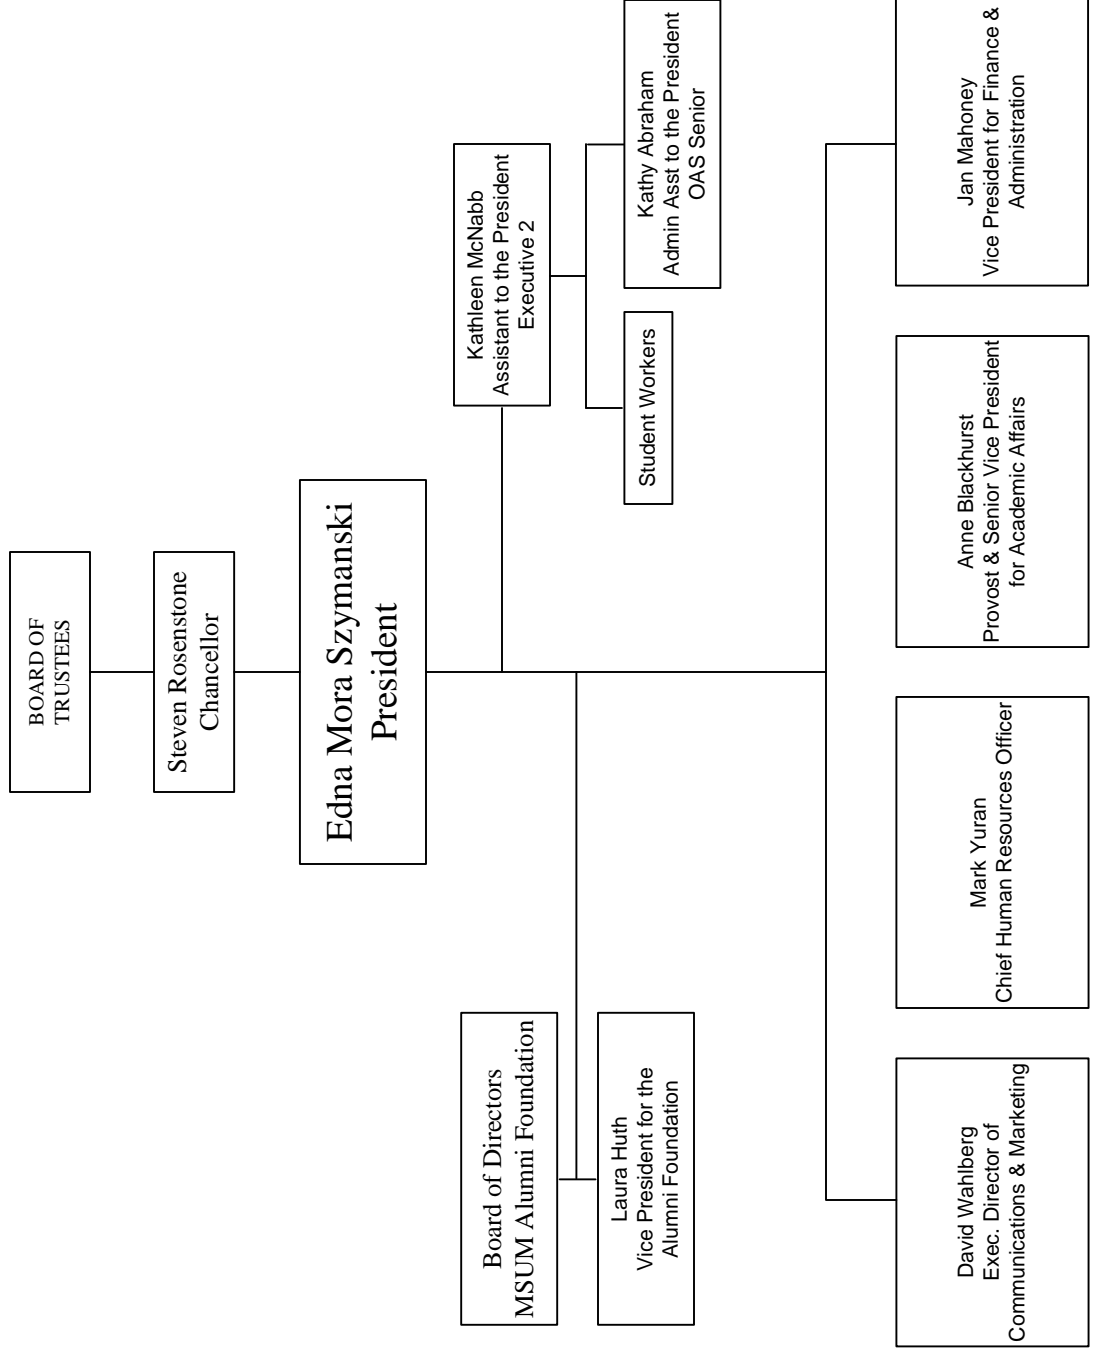 BOARD OF
TRUSTEES
Steven Rosenstone
Chancellor
Edna Mora Szymanski
President
Kathleen McNabb
Assistant to the President
Executive 2
Student Workers
Kathy Abraham
Admin Asst to the President
OAS Senior
Board of Directors
MSUM Alumni Foundation
Laura Huth
Vice President for the
Alumni Foundation
David Wahlberg
Exec. Director of
Communications & Marketing
Mark Yuran
Chief Human Resources Officer
Anne Blackhurst
Provost & Senior Vice President
for Academic Affairs
Jan Mahoney
Vice President for Finance &
Administration